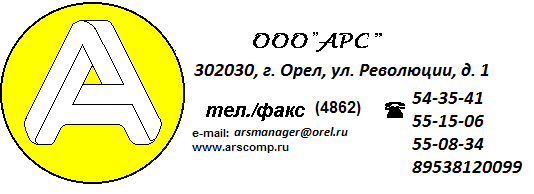 ООО"АРС"
302030, г. Орел, ул. Революции, д. 1
тел./факс (4862) ☎ 54-35-41
55-15-06
e-mail: arsmanager@orel.ru
55-08-34
www.arscomp.ru
89538120099